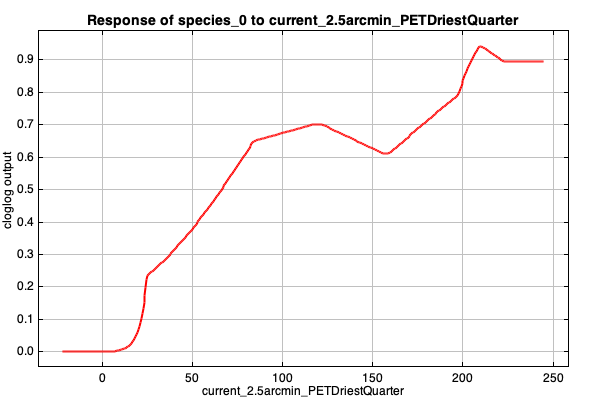 Response of species_0 to current_2.5arcmin_PETDriestQuarter
cloglog output
0.9
0.8
0.7
0.6
0.5
0.4
0.3
0.2
0.1
0.0
0 50 100 150 200 250
current_2.5arcmin_PETDriestQuarter